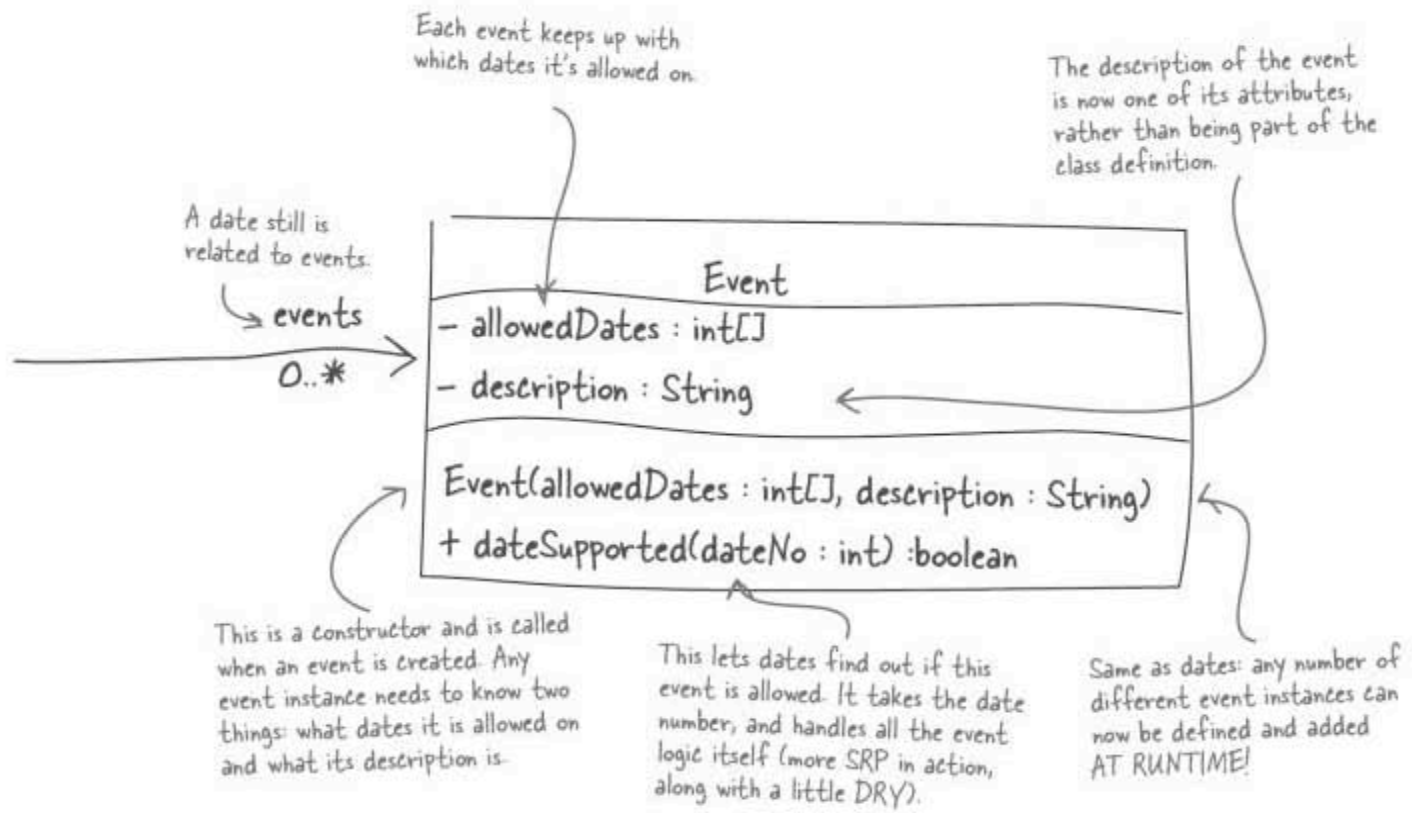 Each event keeps up with
which dates it's allowed on.
The description of the event
is now one of its attributes,
rather than being part of the
class definition.
A date still is
related to events.
events
0..*
Event
- allowedDates : int[]
- description : String
Event(allowedDates : int[], description : String)
+ dateSupported(dateNo : int) :boolean
This is a constructor and is called
when an event is created. Any
event instance needs to know two
things: what dates it is allowed on
and what its description is.
This lets dates find out if this
event is allowed. It takes the date
number, and handles all the event
logic itself (more SRP in action,
along with a little DRY).
Same as dates: any number of
different event instances can
now be defined and added
AT RUNTIME!